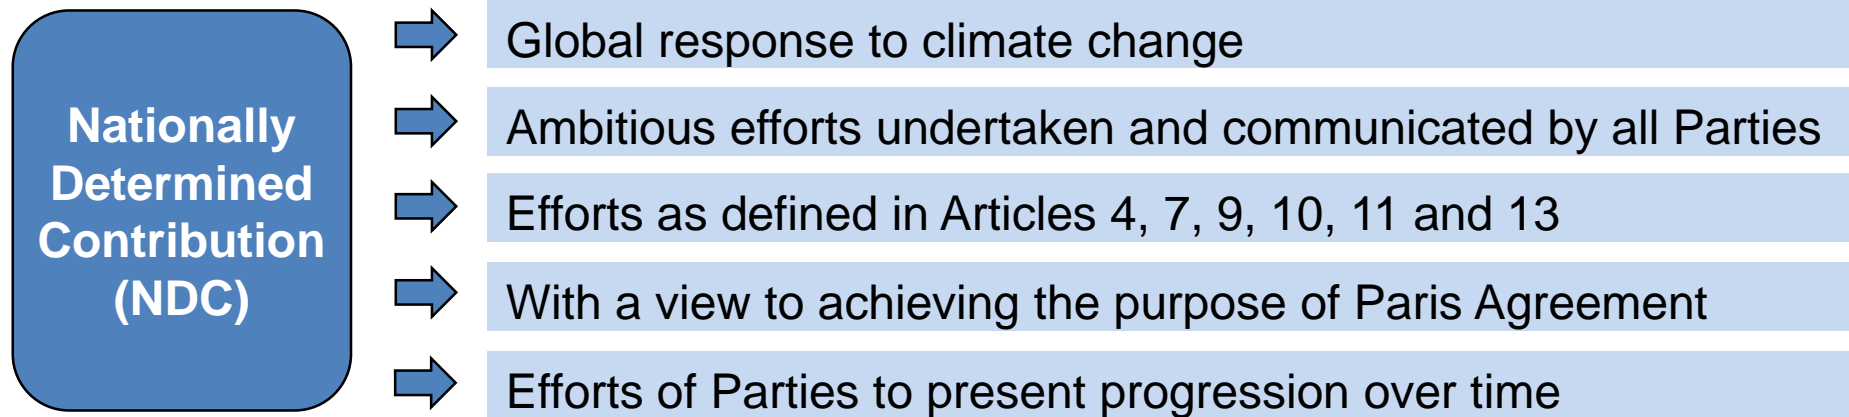 Nationally
Determined
Contribution
(NDC)
Global response to climate change
Ambitious efforts undertaken and communicated by all Parties
Efforts as defined in Articles 4, 7, 9, 10, 11 and 13
With a view to achieving the purpose of Paris Agreement
Efforts of Parties to present progression over time